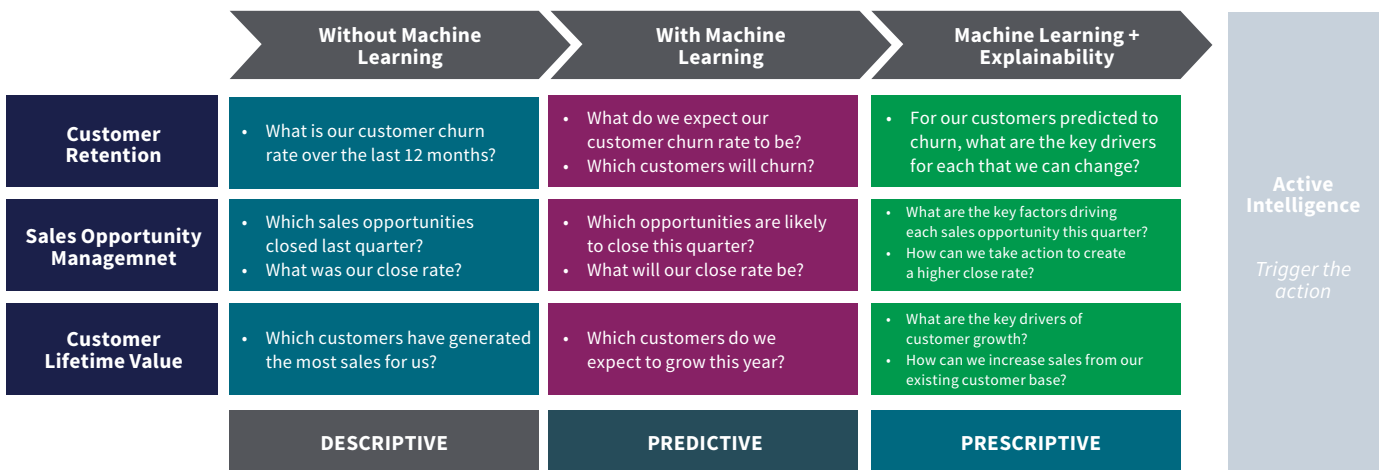 Without Machine
Learning
With Machine
Learning
Machine Learning +
Explainability
Customer
Retention
• What is our customer churn
rate over the last 12 months?
• What do we expect our
customer churn rate to be?
• Which customers will churn?
• For our customers predicted to
churn, what are the key drivers
for each that we can change?
Sales Opportunity
Managemnet
• Which sales opportunities
closed last quarter?
• What was our close rate?
• Which opportunities are likely
to close this quarter?
• What will our close rate be?
• What are the key factors driving
each sales opportunity this quarter?
• How can we take action to create
a higher close rate?
Customer
Lifetime Value
• Which customers have generated
the most sales for us?
• Which customers do we
expect to grow this year?
• What are the key drivers of
customer growth?
• How can we increase sales from our
existing customer base?
DESCRIPTIVE
PREDICTIVE
PRESCRIPTIVE
Active
Intelligence
Trigger the
action